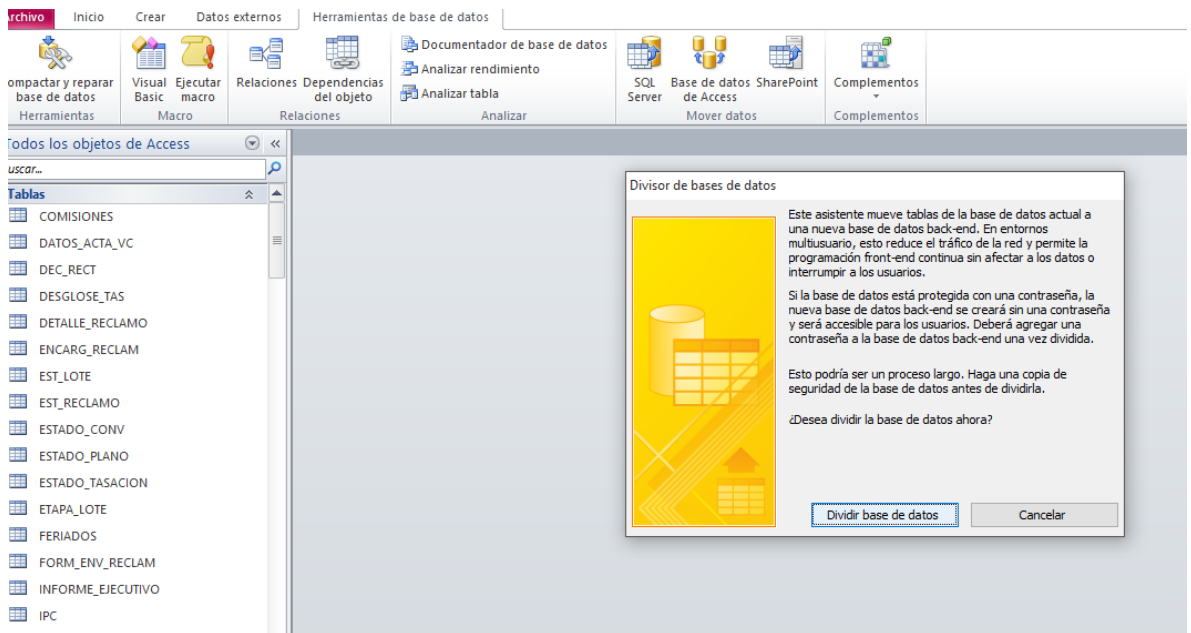 Archivo Inicio Crear Datos externos Herramientas de base de datos
ompactar y reparar
base de datos
Herramientas
Visual
Basic
Ejecutar
macro
Macro
Relaciones
Dependencias
del objeto
Relaciones
Documentador de base de datos
Analizar rendimiento
Analizar tabla
Analizar
SQL
Server
Base de datos
de Access
SharePoint
Mover datos
Complementos
Complementos
Todos los objetos de Access
uscar...
Tablas
COMISIONES
DATOS_ACTA_VC
DEC_RECT
DESGLOSE_TAS
DETALLE_RECLAMO
ENCARG_RECLAM
EST_LOTE
EST_RECLAMO
ESTADO_CONV
ESTADO_PLANO
ESTADO_TASACION
ETAPA_LOTE
FERIADOS
FORM_ENV_RECLAM
INFORME_EJECUTIVO
IPC
Divisor de bases de datos
Este asistente mueve tablas de la base de datos actual a
una nueva base de datos back-end. En entornos
multiusuario, esto reduce el tráfico de la red y permite la
programación front-end continua sin afectar a los datos o
interrumpir a los usuarios.
Si la base de datos está protegida con una contraseña, la
nueva base de datos back-end se creará sin una contraseña
y será accesible para los usuarios. Deberá agregar una
contraseña a la base de datos back-end una vez dividida.
Esto podría ser un proceso largo. Haga una copia de
seguridad de la base de datos antes de dividirla.
¿Desea dividir la base de datos ahora?
Dividir base de datos
Cancelar